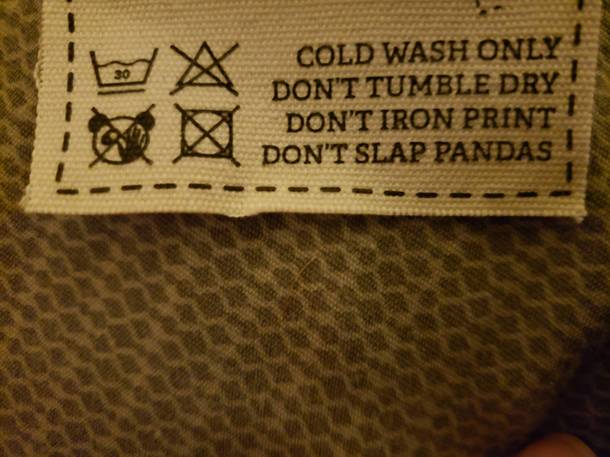 30
COLD WASH ONLY
DON'T TUMBLE DRY
DON'T IRON PRINT
DON'T SLAP PANDAS